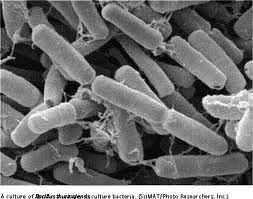 A culture of Bacillus thuringiensis culture bacteria. (SciMAT/Photo Researchers, Inc.)